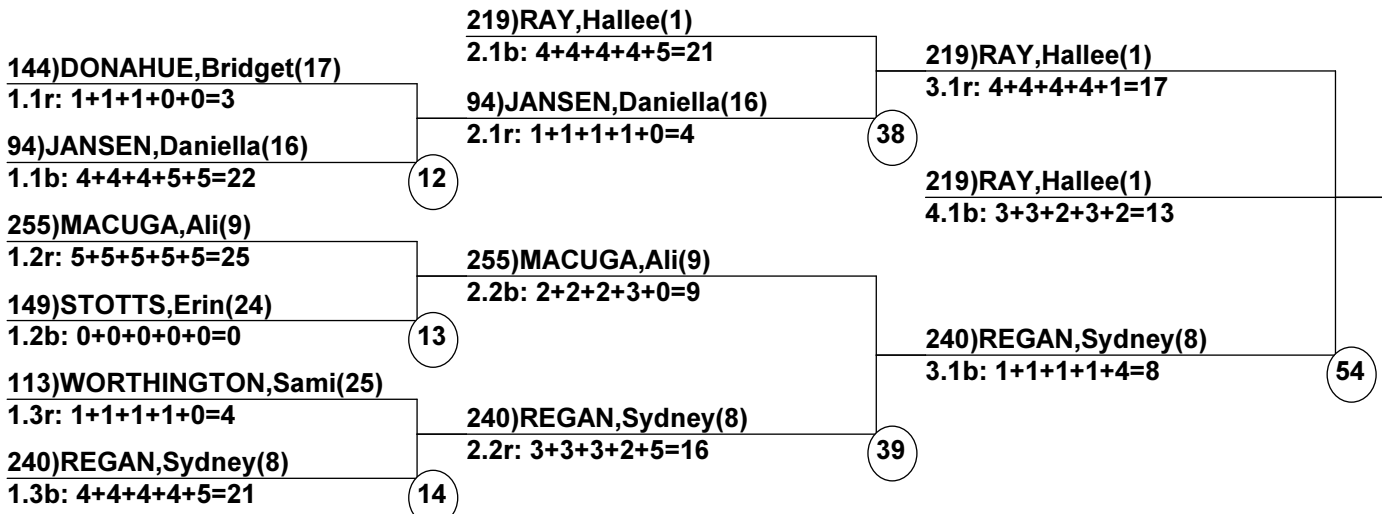 144)DONAHUE,Bridget(17)
1.1r: 1+1+1+0+0=3
94)JANSEN,Daniella(16)
1.1b: 4+4+4+5+5=22
12
255)MACUGA,Ali(9)
1.2r: 5+5+5+5+5=25
149)STOTTS,Erin(24)
1.2b: 0+0+0+0+0=0
13
113)WORTHINGTON,Sami(25)
1.3r: 1+1+1+1+0=4
240)REGAN,Sydney(8)
1.3b: 4+4+4+4+5=21
14
219)RAY,Hallee(1)
2.1b: 4+4+4+4+5=21
94)JANSEN,Daniella(16)
2.1r: 1+1+1+1+0=4
38
255)MACUGA,Ali(9)
2.2b: 2+2+2+3+0=9
240)REGAN,Sydney(8)
2.2r: 3+3+3+2+5=16
39
219)RAY,Hallee(1)
3.1r: 4+4+4+4+1=17
219)RAY,Hallee(1)
4.1b: 3+3+2+3+2=13
240)REGAN,Sydney(8)
3.1b: 1+1+1+1+4=8
54